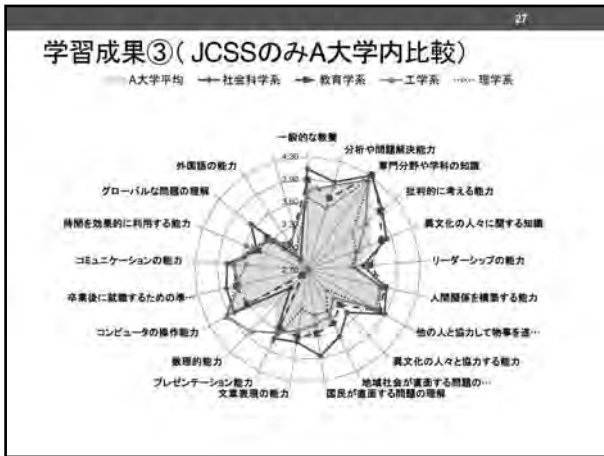 27
学習成果③( JCSSのみA大学内比較)
A大学平均 社会科学系 教育学系 工学系 理学系
一般的な教養
分析や問題解決能力
専門分野や学科の知識
批判的に考える能力
異文化の人々に関する知識
リーダーシップの能力
人間関係を構築する能力
他の人と協力して物事を遂…
異文化の人々と協力する能力
地域社会が直面する問題の…
国民が直面する問題の理解
文章表現の能力
プレゼンテーション能力
数理的能力
コンピュータの操作能力
卒業後に就職するための準…
コミュニケーションの能力
時間を効果的に利用する能力
グローバルな問題の理解
外国語の能力
4.30
3.90